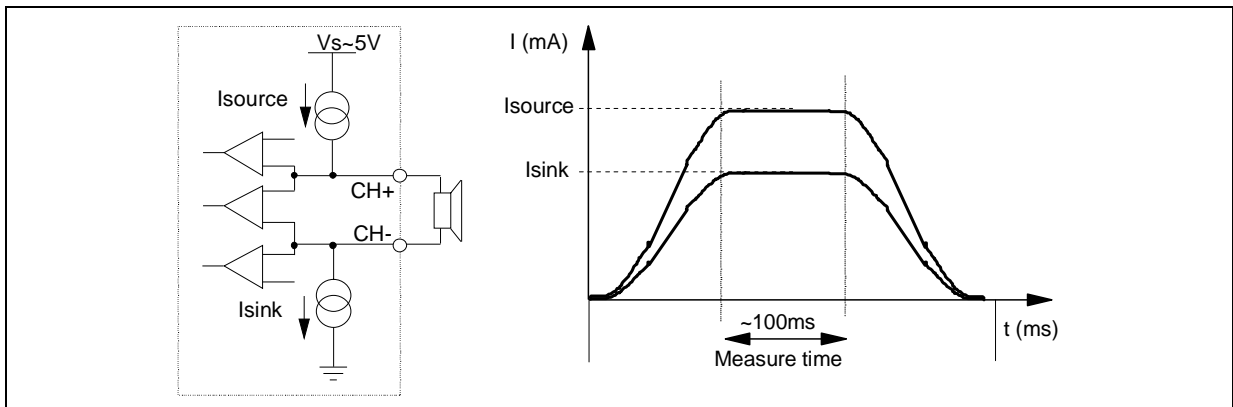 Vs~5V
Isource
CH+
CH-
Isink
I (mA)
Isource
Isink
~100ms
Measure time
t (ms)